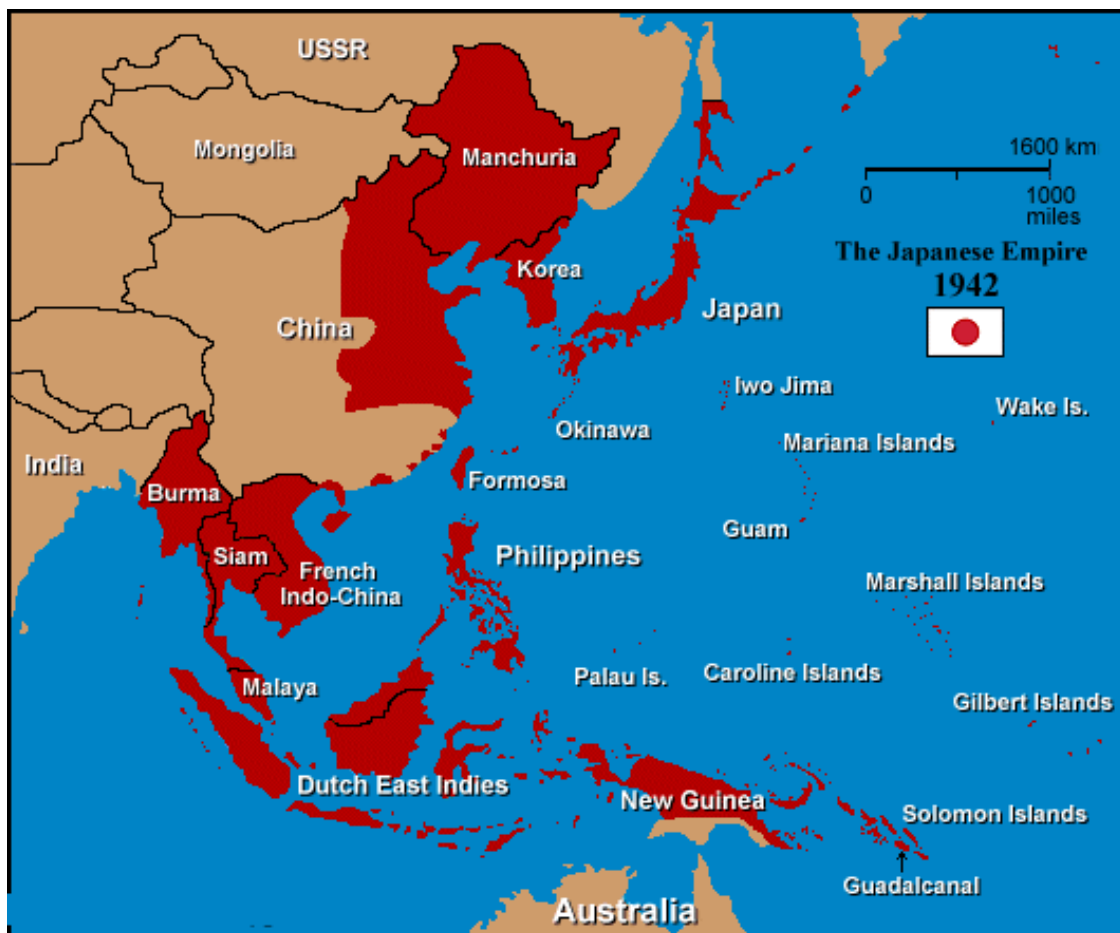 USSR
Mongolia
Manchuria
1600 km
0
1000
miles
The Japanese Empire
1942
Korea
Japan
China
Iwo Jima
Wake Is.
Okinawa
Mariana Islands
India
Burma
Formosa
Guam
Siam
Philippines
French
Indo-China
Marshall Islands
Malaya
Palau Is.
Caroline Islands
Gilbert Islands
Dutch East Indies
New Guinea
Solomon Islands
Guadalcanal
Australia